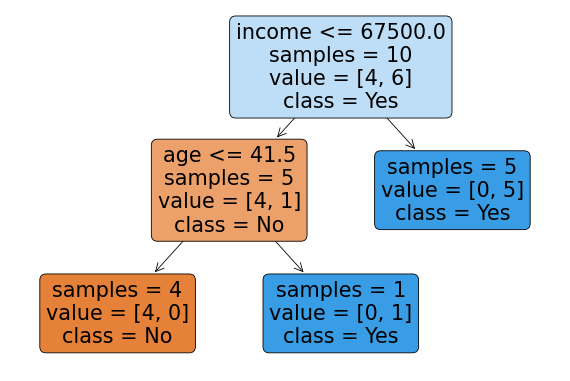 income <= 67500.0
samples = 10
value = [4, 6]
class = Yes
age <= 41.5
samples = 5
value = [4, 1]
class = No
samples = 5
value = [0, 5]
class = Yes
samples = 4
value = [4, 0]
class = No
samples = 1
value = [0, 1]
class = Yes